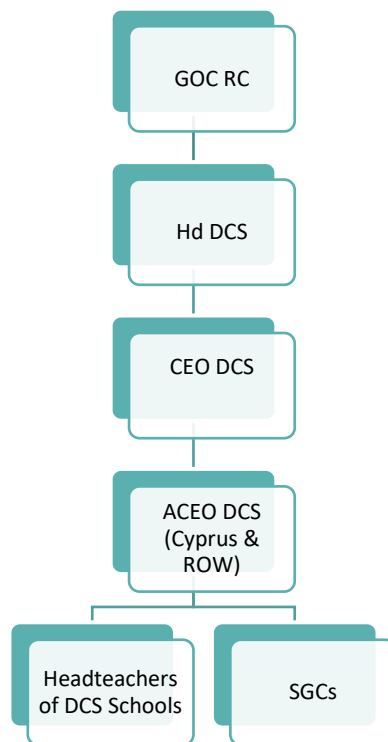 GOC RC
Hd DCS
CEO DCS
ACEO DCS
(Cyprus &
ROW)
Headteachers
of DCS Schools
SGCs